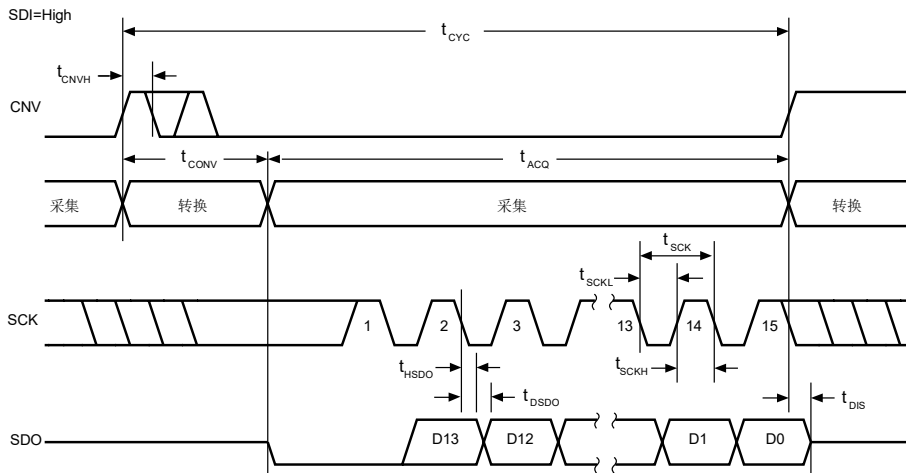 SDI=High
tCYC
tCNVH
CNV
tCONV
tACQ
采集
转换
采集
转换
tSCK
tSCKL
SCK
1
2
3
13
14
15
tHSDO
tSCKH
tDSDO
tDIS
SDO
D13
D12
D1
D0